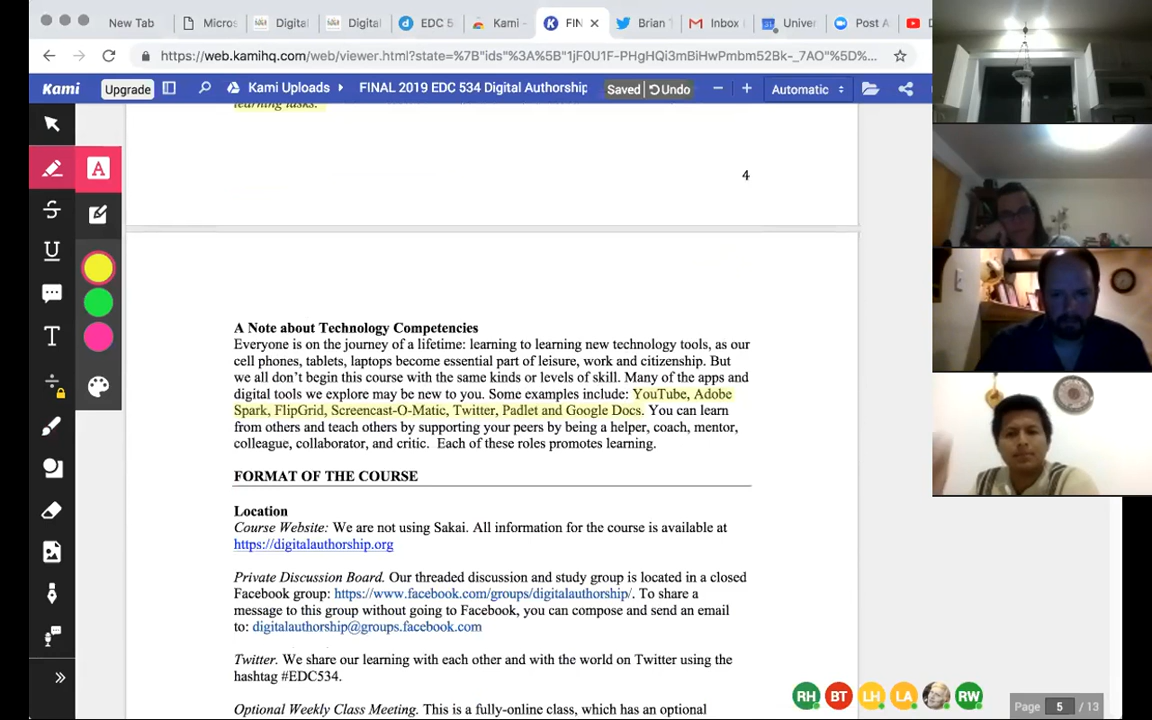 New Tab
Micros
Digital
Digital
EDC 5
Kami -
FIN
Brian T
Inbox (
Univer
Post A
https://web.kamihq.com/web/viewer.html?state=%7B"ids"%3A%5B"1jF0U1F-PHgHQi3mBiHwPmbm52Bk-_7AO"%5D%...
Kami
Upgrade
Kami Uploads
FINAL 2019 EDC 534 Digital Authorship
Saved
Undo
Automatic
learning tasks.
4
A Note about Technology Competencies
Everyone is on the journey of a lifetime: learning to learning new technology tools, as our
cell phones, tablets, laptops become essential part of leisure, work and citizenship. But
we all don't begin this course with the same kinds or levels of skill. Many of the apps and
digital tools we explore may be new to you. Some examples include: YouTube, Adobe
Spark, FlipGrid, Screencast-O-Matic, Twitter, Padlet and Google Docs. You can learn
from others and teach others by supporting your peers by being a helper, coach, mentor,
colleague, collaborator, and critic. Each of these roles promotes learning.
FORMAT OF THE COURSE
Location
Course Website: We are not using Sakai. All information for the course is available at
https://digitalauthorship.org
Private Discussion Board. Our threaded discussion and study group is located in a closed
Facebook group: https://www.facebook.com/groups/digitalauthorship/. To share a
message to this group without going to Facebook, you can compose and send an email
to: digitalauthorship@groups.facebook.com
Twitter. We share our learning with each other and with the world on Twitter using the
hashtag #EDC534.
Optional Weekly Class Meeting. This is a fully-online class, which has an optional
RH
BT
LH
LA
RW
Page 5 / 13